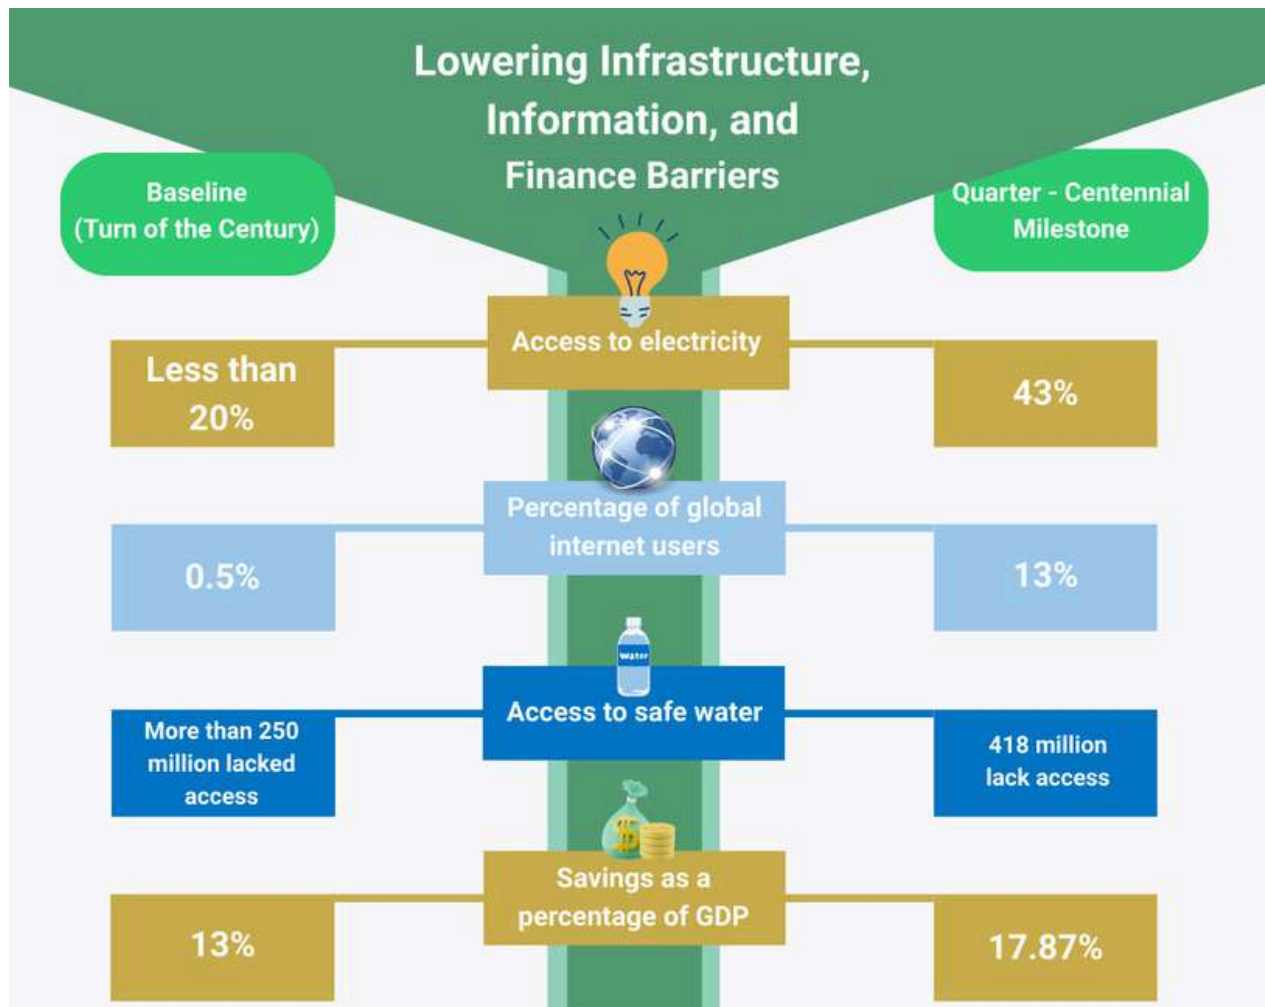 Lowering Infrastructure,
Information, and
Finance Barriers
Baseline
(Turn of the Century)
Quarter - Centennial
Milestone
Access to electricity
Less than
20%
43%
Percentage of global
internet users
0.5%
13%
Water
Access to safe water
More than 250
million lacked
access
418 million
lack access
$
Savings as a
percentage of GDP
13%
17.87%